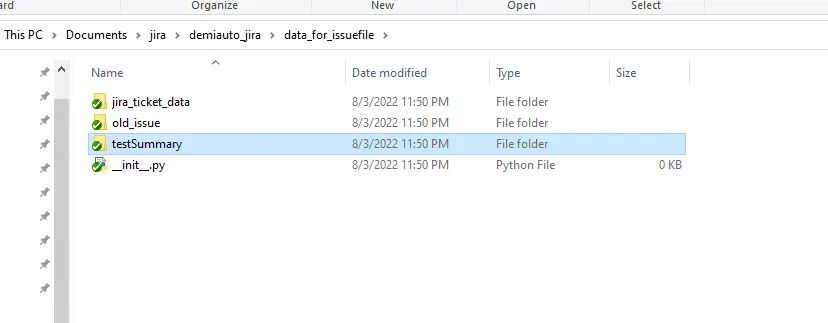 Organize New Open Select
This PC > Documents > jira > demiauto_jira > data_for_issuefile >
Name Date modified Type Size
jira_ticket_data 8/3/2022 11:50 PM File folder
old_issue 8/3/2022 11:50 PM File folder
testSummary 8/3/2022 11:50 PM File folder
__init__.py 8/3/2022 11:50 PM Python File 0 KB